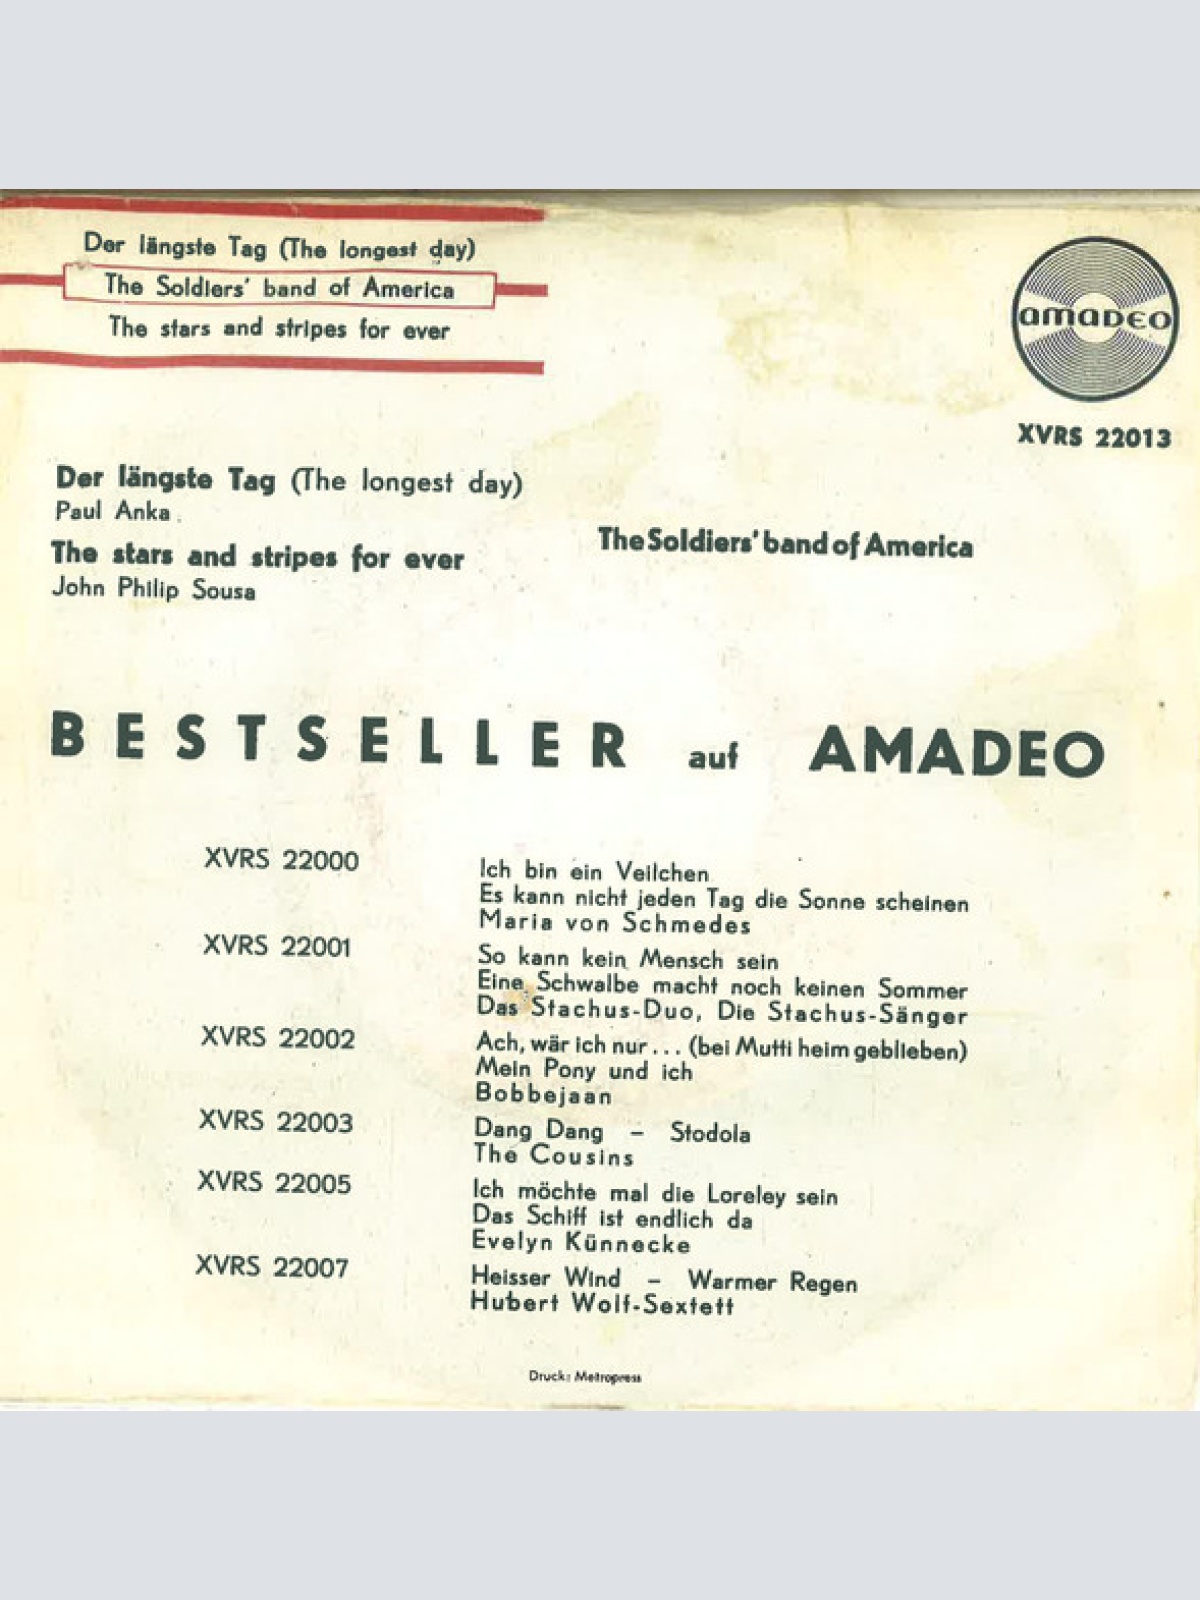 Der längste Tag (The longest day)
The Soldiers' band of America
The stars and stripes for ever
AMADEO
XVRS 22013
Der längste Tag (The longest day)
Paul Anka
The stars and stripes for ever
John Philip Sousa
The Soldiers' band of America
BESTSELLER auf AMADEO
XVRS 22000
Ich bin ein Veilchen
Es kann nicht jeden Tag die Sonne scheinen
Maria von Schmedes
XVRS 22001
So kann kein Mensch sein
Eine Schwalbe macht noch keinen Sommer
Das Stachus-Duo, Die Stachus-Sänger
XVRS 22002
Ach, wär ich nur... (bei Mutti heim geblieben)
Mein Pony und ich
Bobbejaan
XVRS 22003
Dang Dang – Stodola
The Cousins
XVRS 22005
Ich möchte mal die Loreley sein
Das Schiff ist endlich da
Evelyn Künnecke
XVRS 22007
Heisser Wind – Warmer Regen
Hubert Wolf-Sextett
Druck: Metropress